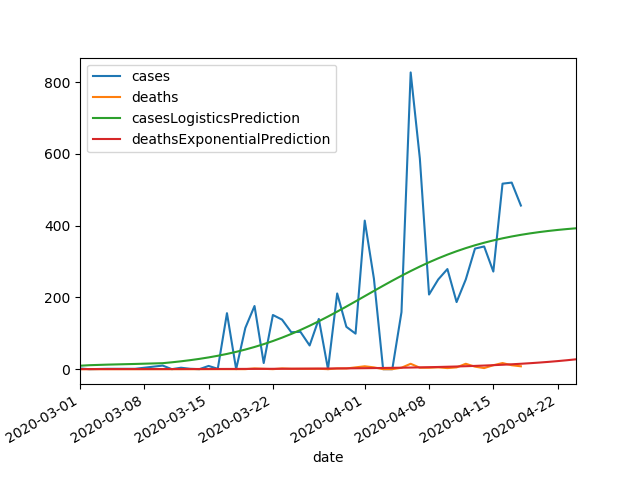 cases
deaths
casesLogisticsPrediction
deathsExponentialPrediction
800
600
400
200
0
2020-03-01
2020-03-08
2020-03-15
2020-03-22
2020-04-01
2020-04-08
2020-04-15
2020-04-22
date